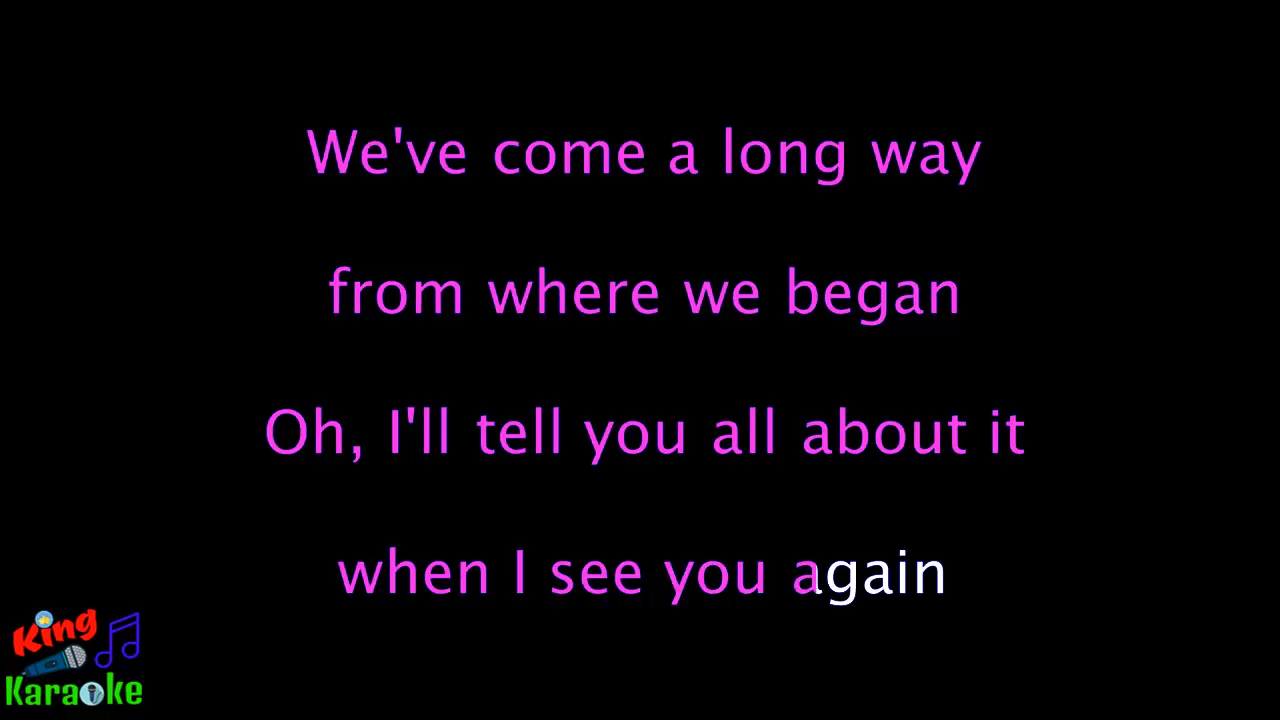 We've come a long way
from where we began
Oh, I'll tell you all about it
when I see you again
King
Karaoke